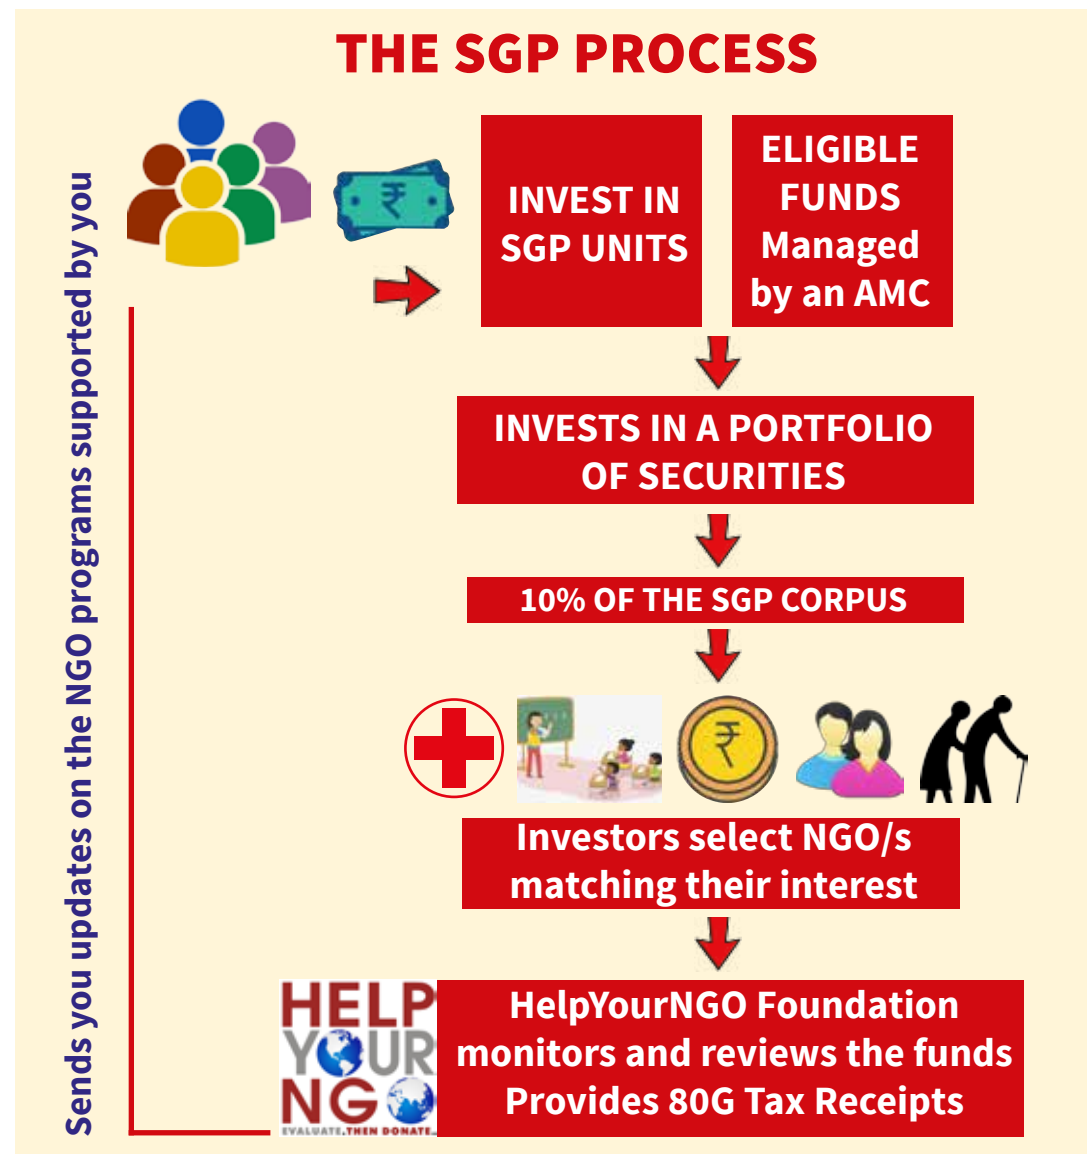 THE SGP PROCESS
INVEST IN
SGP UNITS
ELIGIBLE
FUNDS
Managed
by an AMC
INVESTS IN A PORTFOLIO
OF SECURITIES
10% OF THE SGP CORPUS
Investors select NGO/s
matching their interest
HELP
YOUR
NGO
EVALUATE.THEN DONATE
HelpYourNGO Foundation
monitors and reviews the funds
Provides 80G Tax Receipts
Sends you updates on the NGO programs supported by you